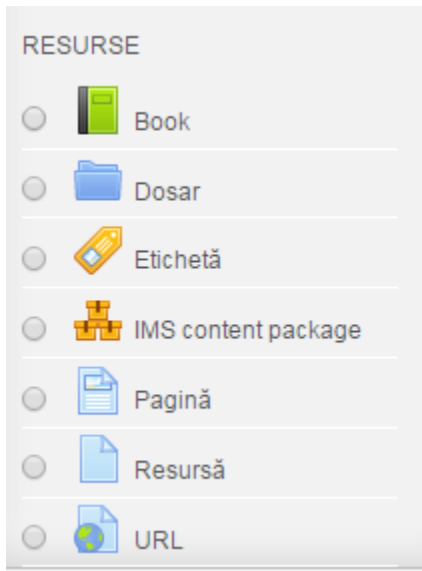 RESURSE
Book
Dosar
Etichetă
IMS content package
Pagină
Resursă
URL